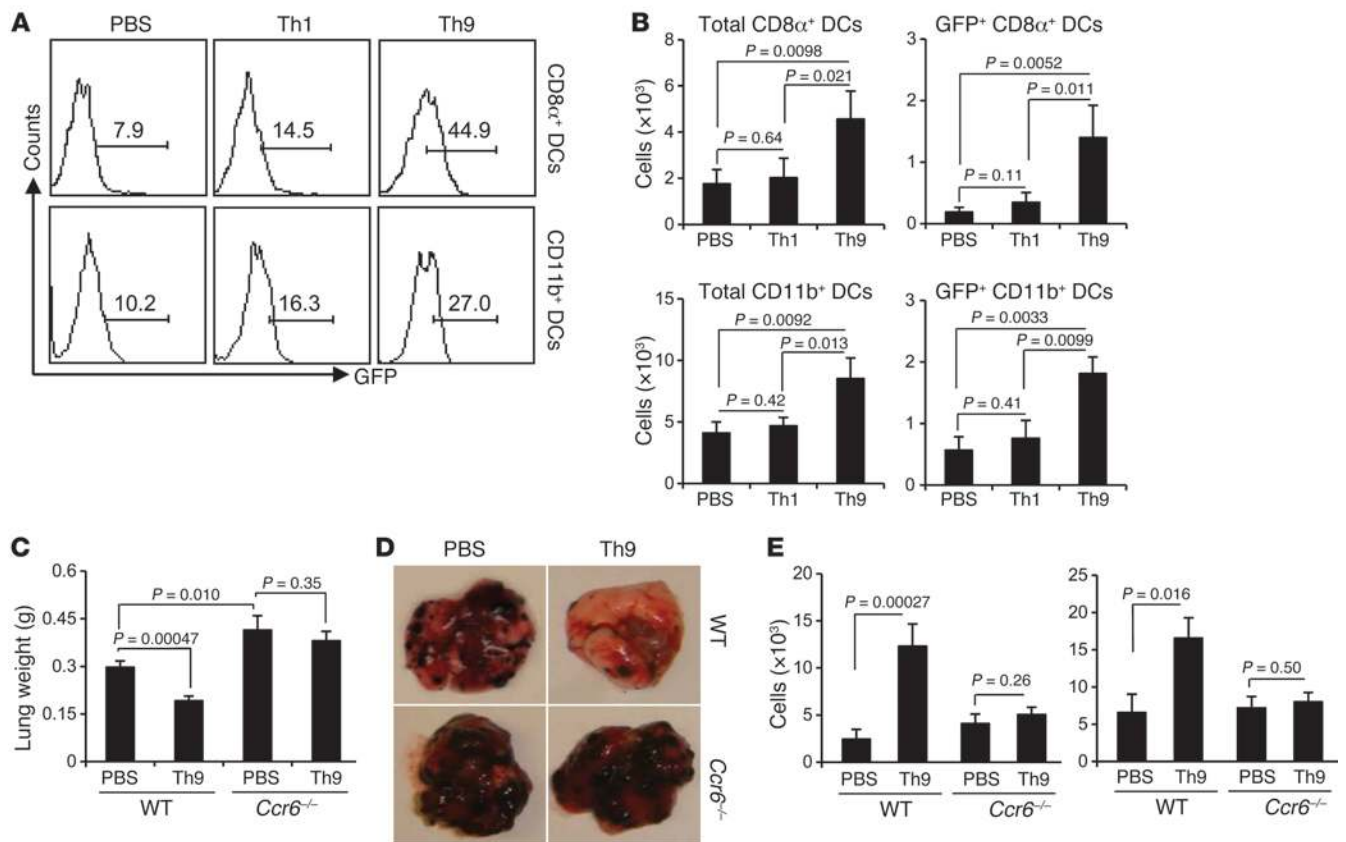 A
PBS Th1 Th9
7.9 14.5 44.9
CD8α+ DCs
10.2 16.3 27.0
CD11b+ DCs
Counts
GFP
B
Total CD8α+ DCs
Cells (×10³)
8
6
4
2
0
P = 0.0098
P = 0.021
P = 0.64
PBS Th1 Th9
GFP+ CD8α+ DCs
3
2
1
0
P = 0.0052
P = 0.011
P = 0.11
PBS Th1 Th9
Total CD11b+ DCs
Cells (×10³)
15
10
5
0
P = 0.0092
P = 0.013
P = 0.42
PBS Th1 Th9
GFP+ CD11b+ DCs
3
2
1
0
P = 0.0033
P = 0.0099
P = 0.41
PBS Th1 Th9
C
Lung weight (g)
0.6
0.45
0.3
0.15
0
P = 0.010
P = 0.35
P = 0.00047
PBS Th9 PBS Th9
WT Ccr6–/–
D
PBS Th9
WT
Ccr6–/–
E
Cells (×10³)
20
15
10
5
0
P = 0.00027
P = 0.26
PBS Th9 PBS Th9
WT Ccr6–/–
25
20
15
10
5
0
P = 0.016
P = 0.50
PBS Th9 PBS Th9
WT Ccr6–/–